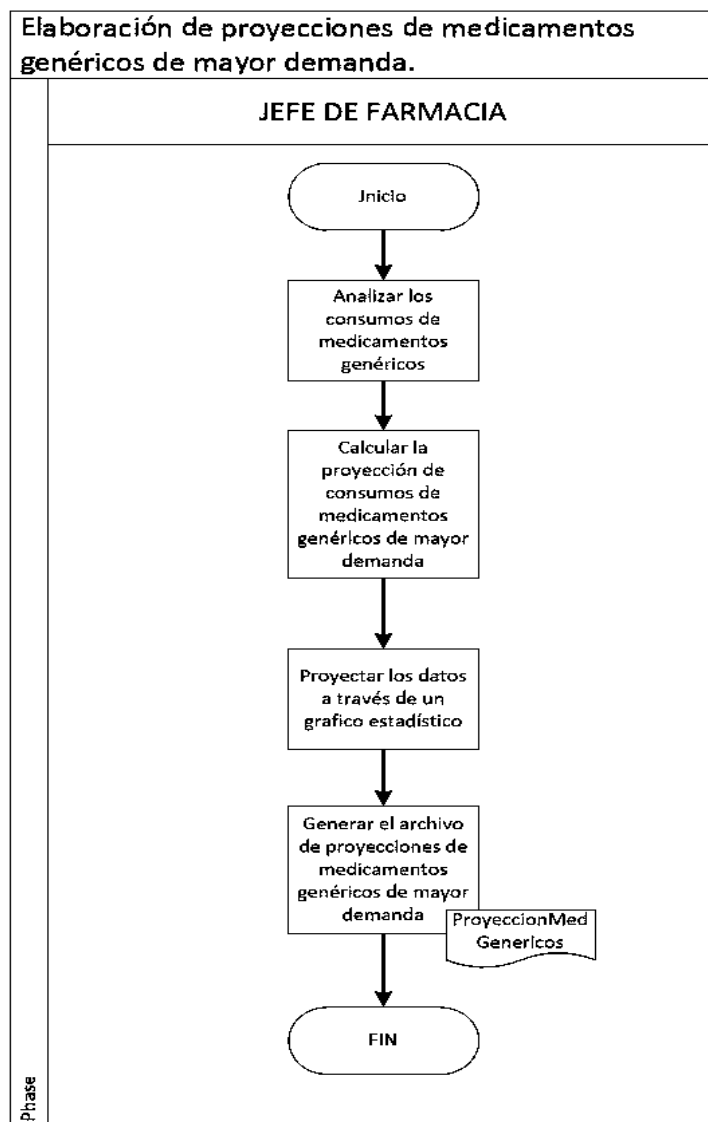 Elaboración de proyecciones de medicamentos
genéricos de mayor demanda.
JEFE DE FARMACIA
Inicio
Analizar los
consumos de
medicamentos
genéricos
Calcular la
proyección de
consumos de
medicamentos
genéricos de mayor
demanda
Proyectar los datos
a través de un
grafico estadístico
Generar el archivo
de proyecciones de
medicamentos
genéricos de mayor
demanda
ProyeccionMed
Genericos
FIN
Phase